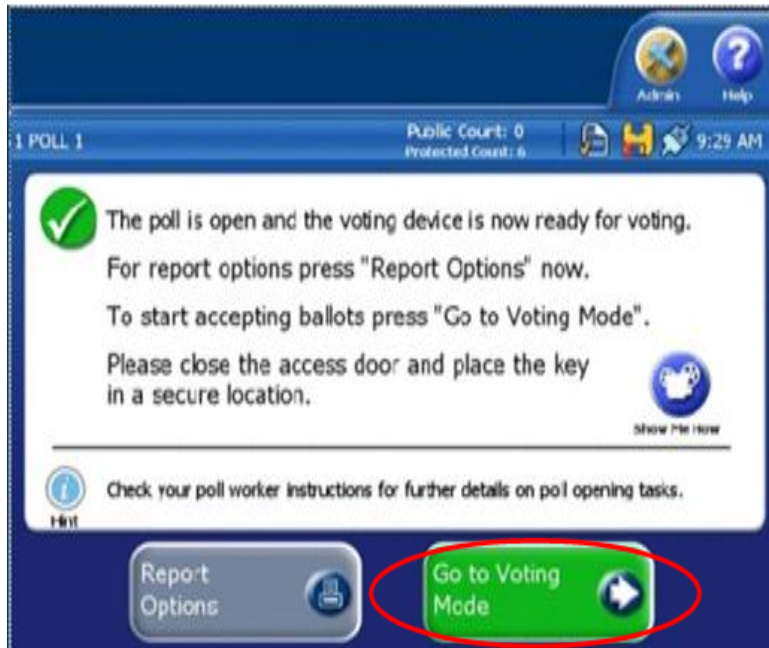 Admin Help
1 POLL 1 Public Count: 0 9:29 AM
Protected Count: 6
The poll is open and the voting device is now ready for voting.
For report options press "Report Options" now.
To start accepting ballots press "Go to Voting Mode".
Please close the access door and place the key
in a secure location.
Show Me How
Check your poll worker instructions for further details on poll opening tasks.
Hint
Report
Options
Go to Voting
Mode